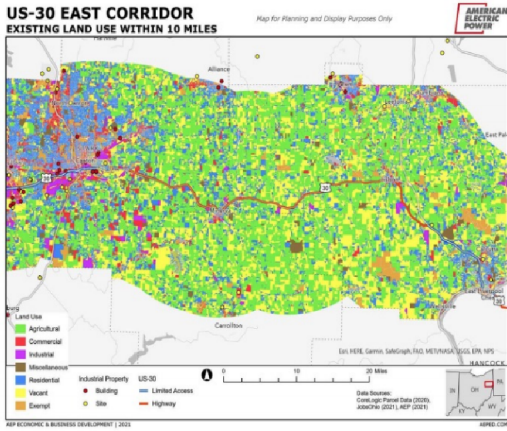 US-30 EAST CORRIDOR
EXISTING LAND USE WITHIN 10 MILES
Map for Planning and Display Purposes Only
AMERICAN
ELECTRIC
POWER
Alliance
East Pal
30
30
30
Carrollton
burg
Land Use
Agricultural
Commercial
Industrial
Miscellaneous
Residential
Vacant
Exempt
Industrial Property
Building
Site
US-30
Limited Access
Highway
0 10 20 Miles
Esri, HERE, Garmin, SafeGraph, FAO, METI/NASA, USGS, EPA, NPS
HANCOCK
Data Sources:
CoreLogic Parcel Data (2020),
JobsOhio (2021), AEP (2021)
IN OH PA
KY WV
AEP ECONOMIC & BUSINESS DEVELOPMENT | 2021
AEPED.COM